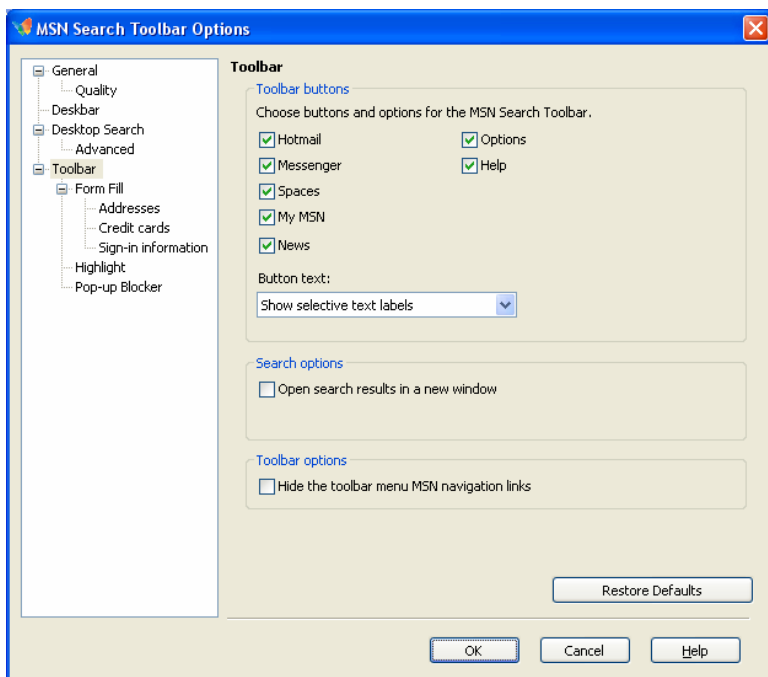 MSN Search Toolbar Options
General
Quality
Deskbar
Desktop Search
Advanced
Toolbar
Form Fill
Addresses
Credit cards
Sign-in information
Highlight
Pop-up Blocker
Toolbar
Toolbar buttons
Choose buttons and options for the MSN Search Toolbar.
Hotmail
Options
Messenger
Help
Spaces
My MSN
News
Button text:
Show selective text labels
Search options
Open search results in a new window
Toolbar options
Hide the toolbar menu MSN navigation links
Restore Defaults
OK
Cancel
Help